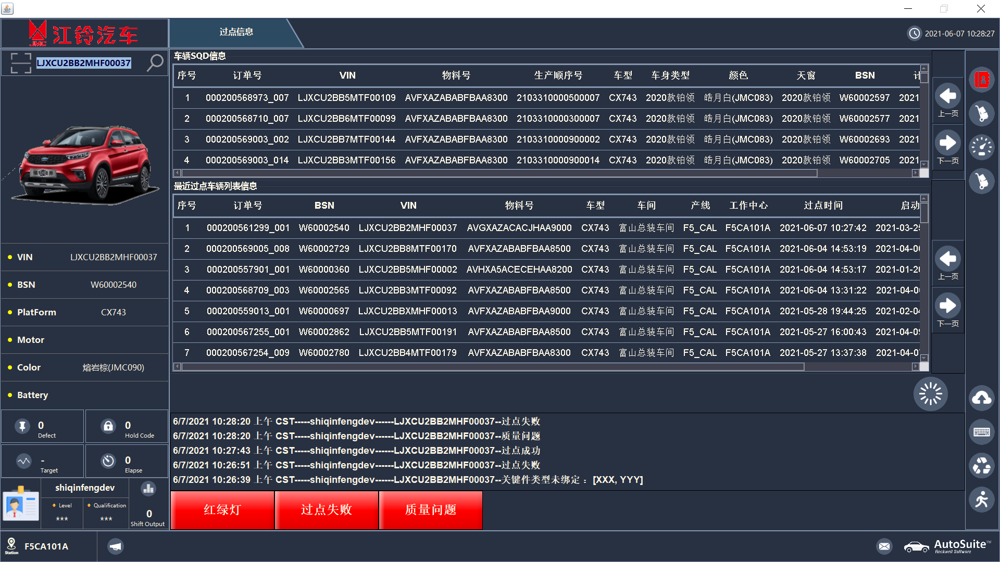 JMC 江铃汽车
过点信息
2021-06-07 10:28:27
LJXCU2BB2MHF00037
车辆SQD信息
序号 订单号 VIN 物料号 生产顺序号 车型 车身类型 颜色 天窗 BSN
1 000200568973_007 LJXCU2BB5MTF00109 AVFXAZABABFBAA8300 2103310000500007 CX743 2020款铂领 皓月白(JMC083) 2020款铂领 W60002597 2021
2 000200568710_007 LJXCU2BB6MTF00099 AVFXAZABABFBAA8300 2103310000300007 CX743 2020款铂领 皓月白(JMC083) 2020款铂领 W60002577 2021
3 000200569003_002 LJXCU2BB7MTF00144 AVFXAZABABFBAA8300 2103310000900002 CX743 2020款铂领 皓月白(JMC083) 2020款铂领 W60002693 2021
4 000200569003_014 LJXCU2BB3MTF00156 AVFXAZABABFBAA8300 2103310000900014 CX743 2020款铂领 皓月白(JMC083) 2020款铂领 W60002705 2021
上一页
下一页
最近过点车辆列表信息
序号 订单号 BSN VIN 物料号 车型 车间 产线 工作中心 过点时间 启动
1 000200561299_001 W60002540 LJXCU2BB2MHF00037 AVGXAZACACJHAA9000 CX743 富山总装车间 F5_CAL F5CA101A 2021-06-07 10:27:42 2021-03-25
2 000200569005_008 W60002729 LJXCU2BB8MTF00170 AVFXAZABABFBAA8500 CX743 富山总装车间 F5_CAL F5CA101A 2021-06-04 14:53:19 2021-04-0
3 000200557901_001 W60000360 LJXCU2BB5MHF00002 AVHXA5ACECEHAA8200 CX743 富山总装车间 F5_CAL F5CA101A 2021-06-04 14:53:17 2021-01-2
4 000200568709_003 W60002565 LJXCU2BB3MTF00092 AVFXAZABABFBAA8500 CX743 富山总装车间 F5_CAL F5CA101A 2021-06-04 13:31:22 2021-04-0
5 000200559013_001 W60000697 LJXCU2BBXMHF00013 AVFXAZABABFBAA9000 CX743 富山总装车间 F5_CAL F5CA101A 2021-05-28 19:44:25 2021-02-04
6 000200567255_001 W60002862 LJXCU2BB5MTF00191 AVFXAZABABFBAA8500 CX743 富山总装车间 F5_CAL F5CA101A 2021-05-27 16:00:43 2021-04-09
7 000200567254_009 W60002780 LJXCU2BB4MTF00179 AVFXAZABABFBAA8300 CX743 富山总装车间 F5_CAL F5CA101A 2021-05-27 13:37:38 2021-04-0
上一页
下一页
VIN LJXCU2BB2MHF00037
BSN W60002540
PlatForm CX743
Motor
Color 熔岩棕(JMC090)
Battery
0 Defect
0 Hold Code
- Target
0 Elapse
shiqinfengdev
Level Qualification
*** ***
0
Shift Output
6/7/2021 10:28:20 上午 CST-----shiqinfengdev------LJXCU2BB2MHF00037--过点失败
6/7/2021 10:28:20 上午 CST-----shiqinfengdev------LJXCU2BB2MHF00037--质量问题
6/7/2021 10:27:43 上午 CST-----shiqinfengdev------LJXCU2BB2MHF00037--过点成功
6/7/2021 10:26:51 上午 CST-----shiqinfengdev------LJXCU2BB2MHF00037--过点失败
6/7/2021 10:26:39 上午 CST-----shiqinfengdev------LJXCU2BB2MHF00037--关键件类型未绑定 ：[XXX, YYY]
红绿灯 过点失败 质量问题
Station F5CA101A
AutoSuite™
Rockwell Software